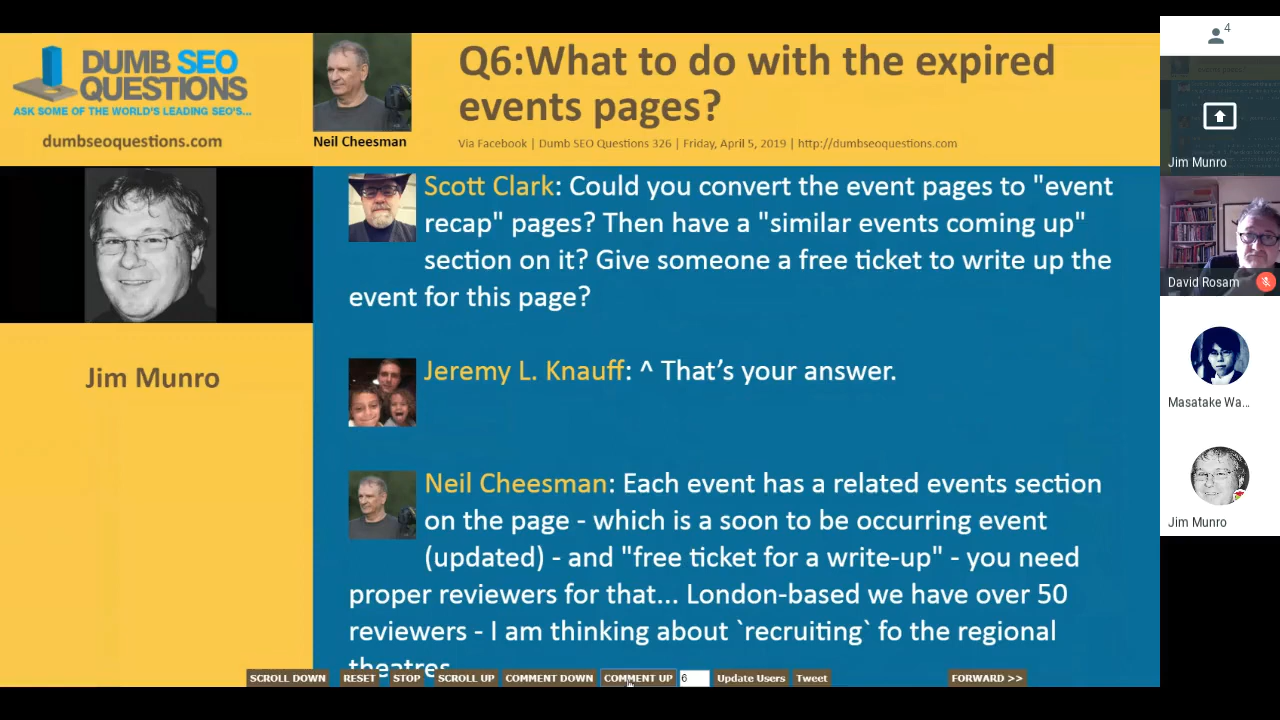 DUMB SEO
QUESTIONS
ASK SOME OF THE WORLD'S LEADING SEO'S...
dumbseoquestions.com
Neil Cheesman
Q6:What to do with the expired
events pages?
Via Facebook | Dumb SEO Questions 326 | Friday, April 5, 2019 | http://dumbseoquestions.com
Jim Munro
Scott Clark: Could you convert the event pages to "event
recap" pages? Then have a "similar events coming up"
section on it? Give someone a free ticket to write up the
event for this page?
Jeremy L. Knauff: ^ That’s your answer.
Neil Cheesman: Each event has a related events section
on the page - which is a soon to be occurring event
(updated) - and "free ticket for a write-up" - you need
proper reviewers for that... London-based we have over 50
reviewers - I am thinking about `recruiting` fo the regional
theatres
SCROLL DOWN RESET STOP SCROLL UP COMMENT DOWN COMMENT UP 6 Update Users Tweet FORWARD >>
4
Jim Munro
David Rosam
Masatake Wa...
Jim Munro